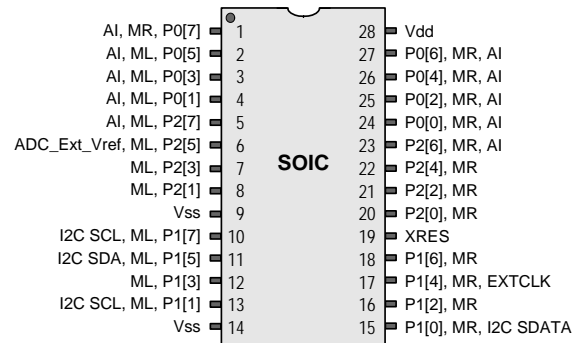 AI, MR, P0[7] 1 28 Vdd
AI, ML, P0[5] 2 27 P0[6], MR, AI
AI, ML, P0[3] 3 26 P0[4], MR, AI
AI, ML, P0[1] 4 25 P0[2], MR, AI
AI, ML, P2[7] 5 24 P0[0], MR, AI
ADC_Ext_Vref, ML, P2[5] 6 23 P2[6], MR, AI
ML, P2[3] 7 SOIC 22 P2[4], MR
ML, P2[1] 8 21 P2[2], MR
Vss 9 20 P2[0], MR
I2C SCL, ML, P1[7] 10 19 XRES
I2C SDA, ML, P1[5] 11 18 P1[6], MR
ML, P1[3] 12 17 P1[4], MR, EXTCLK
I2C SCL, ML, P1[1] 13 16 P1[2], MR
Vss 14 15 P1[0], MR, I2C SDATA